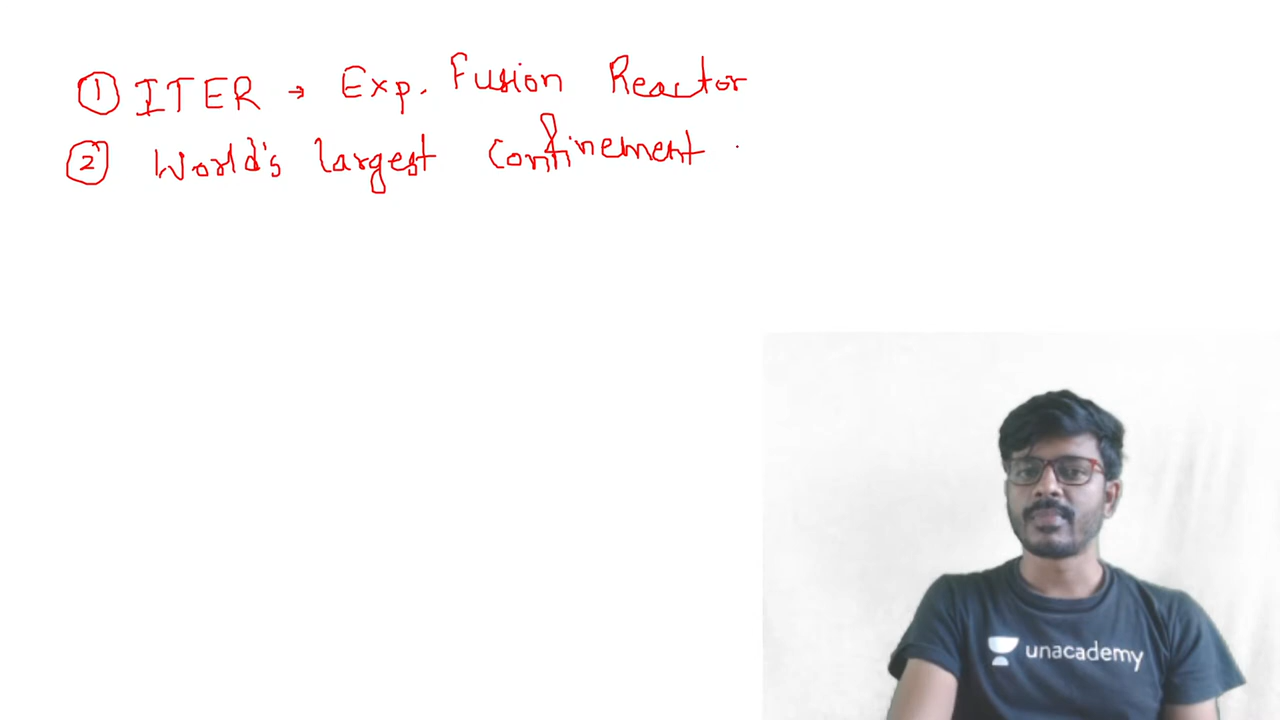 ① ITER → Exp. Fusion Reactor
② World's largest confinement
unacademy